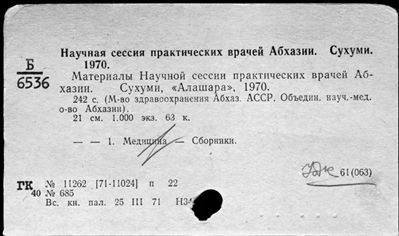 Научная сессия практических врачей Абхазии. Сухуми.
1970.
Б
6536
Материалы Научной сессии практических врачей Аб-
хазии. Сухуми, «Алашара», 1970.
242 с. (М-во здравоохранения Абхаз. АССР. Объедин. науч.-мед.
о-во Абхазии)
21 см. 1.000 экз. 63 к.
— — 1. Медицина — Сборники.
61(063)
ГК № 11262 [71-11024] п 22
40 № 685
Вс. кн. пал. 25 III 71